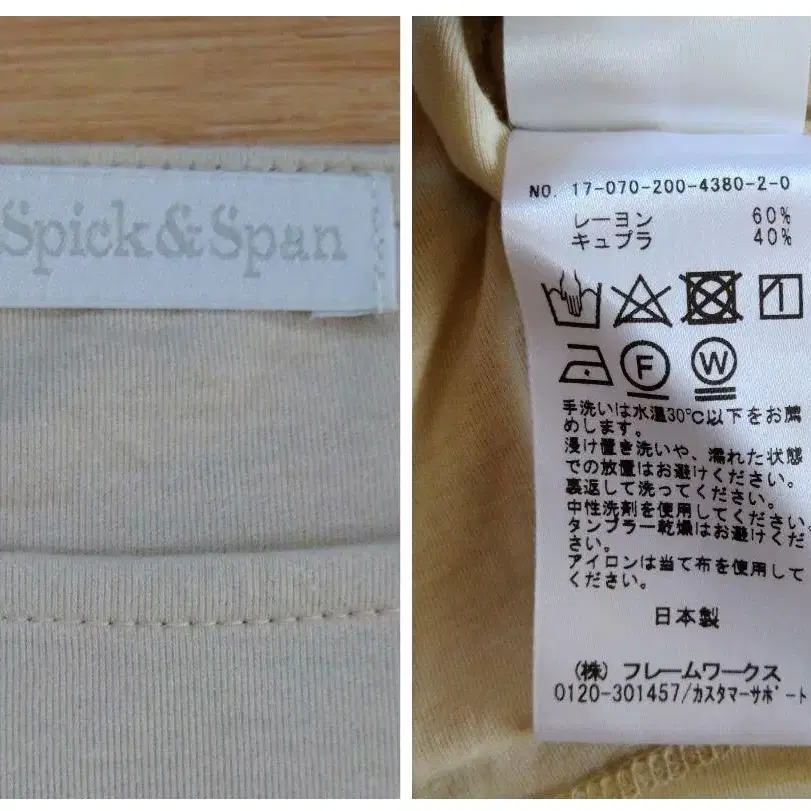 Spick&Span
NO. 17-070-200-4380-2-0
レーヨン 60%
キュプラ 40%
F W
手洗いは水温30℃以下をお薦
めします。
浸け置き洗いや、濡れた状態
での放置はお避けください。
裏返して洗ってください。
中性洗剤を使用してください。
タンブラー乾燥はお避けくだ
さい。
アイロンは当て布を使用して
ください。
日本製
(株) フレームワークス
0120-301457/カスタマーサポート